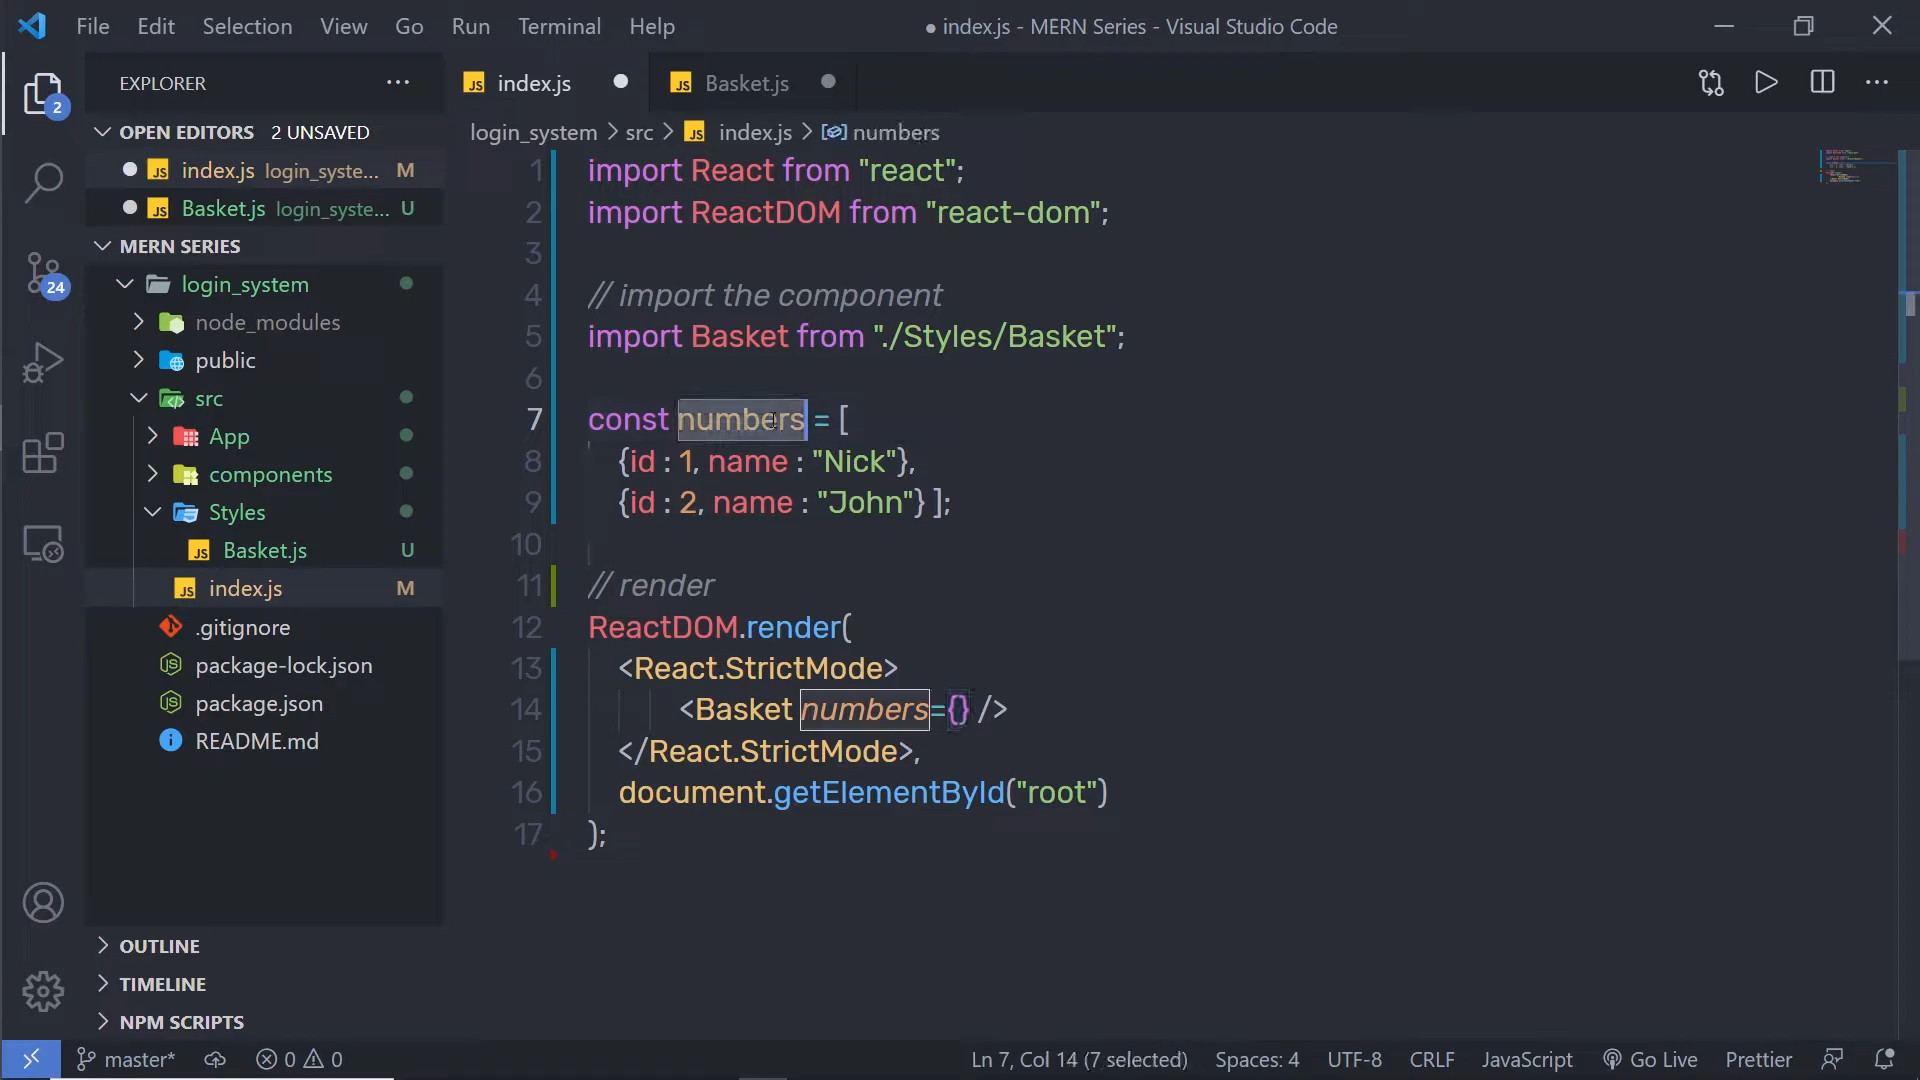 File Edit Selection View Go Run Terminal Help
● index.js - MERN Series - Visual Studio Code
EXPLORER
OPEN EDITORS 2 UNSAVED
index.js login_syste... M
Basket.js login_syste... U
MERN SERIES
login_system
node_modules
public
src
App
components
Styles
Basket.js U
index.js M
.gitignore
package-lock.json
package.json
README.md
OUTLINE
TIMELINE
NPM SCRIPTS
2
24
JS index.js
JS Basket.js
login_system > src > JS index.js > numbers
1 import React from "react";
2 import ReactDOM from "react-dom";
3
4 // import the component
5 import Basket from "./Styles/Basket";
6
7 const numbers = [
8 {id : 1, name : "Nick"},
9 {id : 2, name : "John"} ];
10
11 // render
12 ReactDOM.render(
13 <React.StrictMode>
14 <Basket numbers={} />
15 </React.StrictMode>,
16 document.getElementById("root")
17 );
master* 0 0
Ln 7, Col 14 (7 selected) Spaces: 4 UTF-8 CRLF JavaScript Go Live Prettier